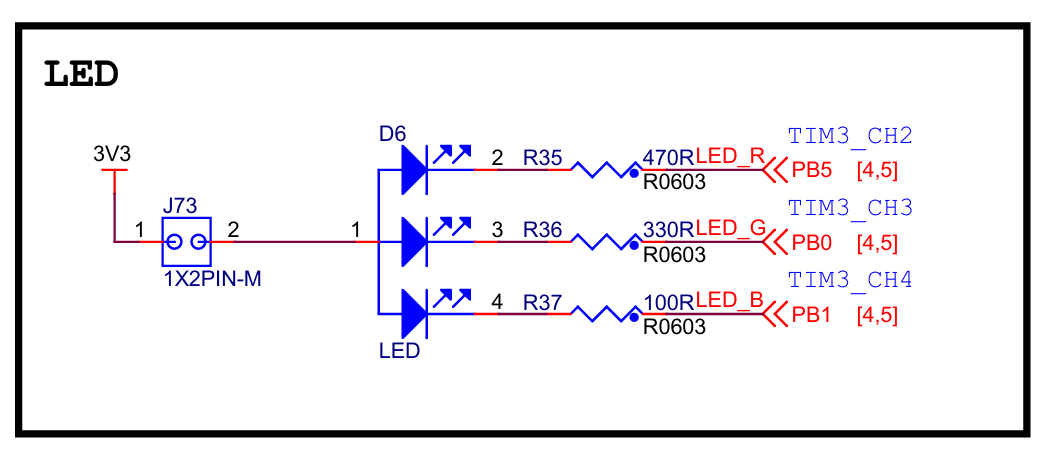 LED
3V3
J73
1
2
1X2PIN-M
1
D6
LED
2
R35
470R
R0603
LED_R
TIM3_CH2
PB5
[4,5]
3
R36
330R
R0603
LED_G
TIM3_CH3
PB0
[4,5]
4
R37
100R
R0603
LED_B
TIM3_CH4
PB1
[4,5]